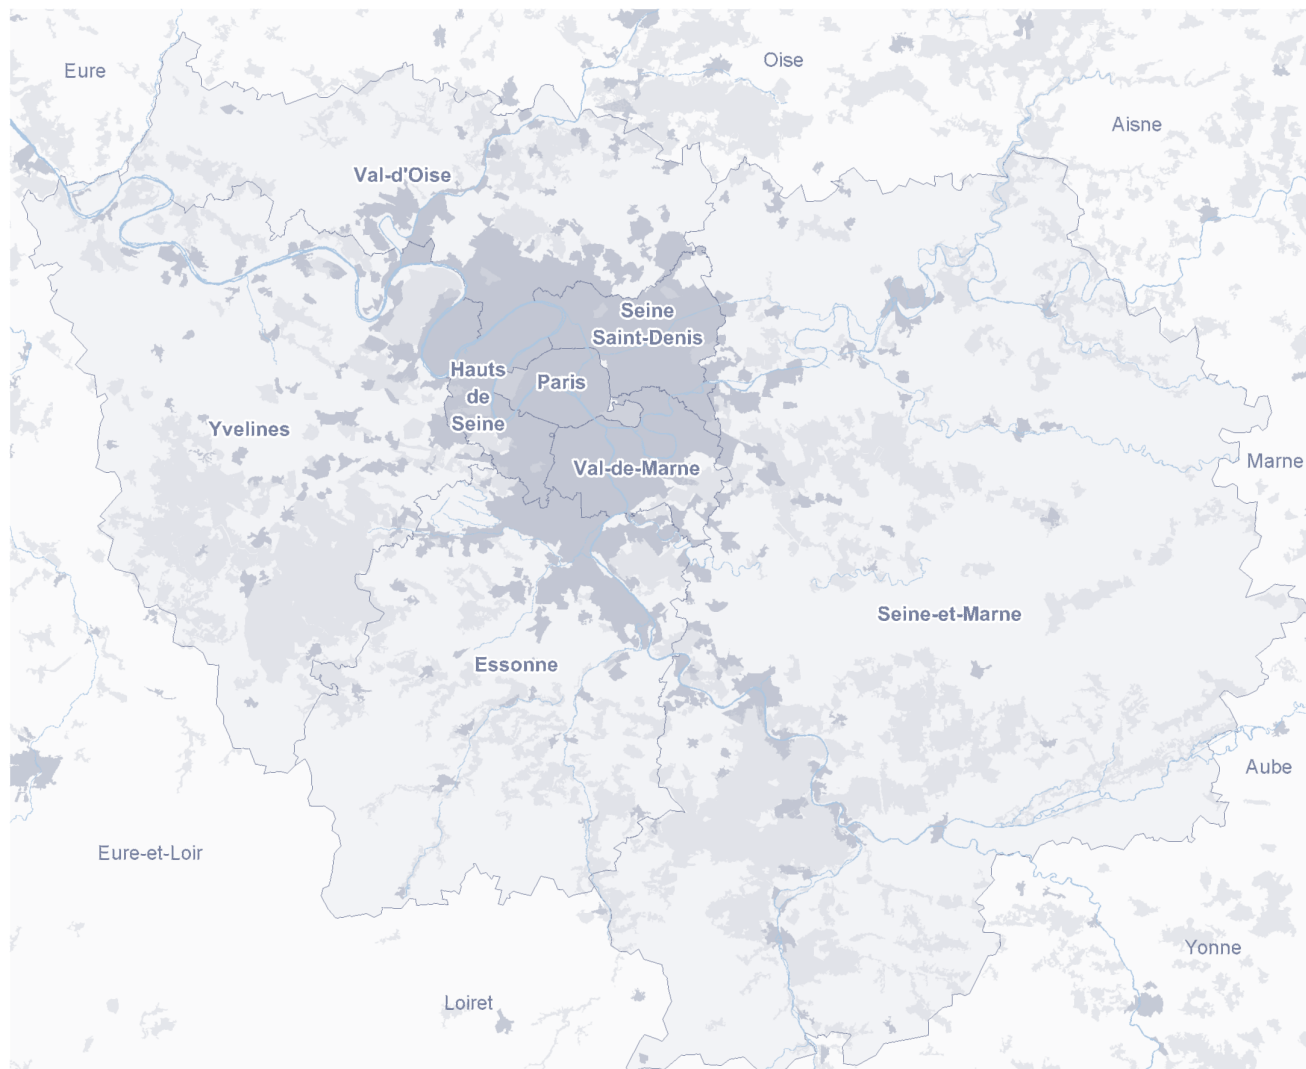 Oise
Eure
Aisne
Val-d'Oise
Seine
Saint-Denis
Hauts
de
Seine
Paris
Yvelines
Val-de-Marne
Marne
Seine-et-Marne
Essonne
Aube
Eure-et-Loir
Yonne
Loiret